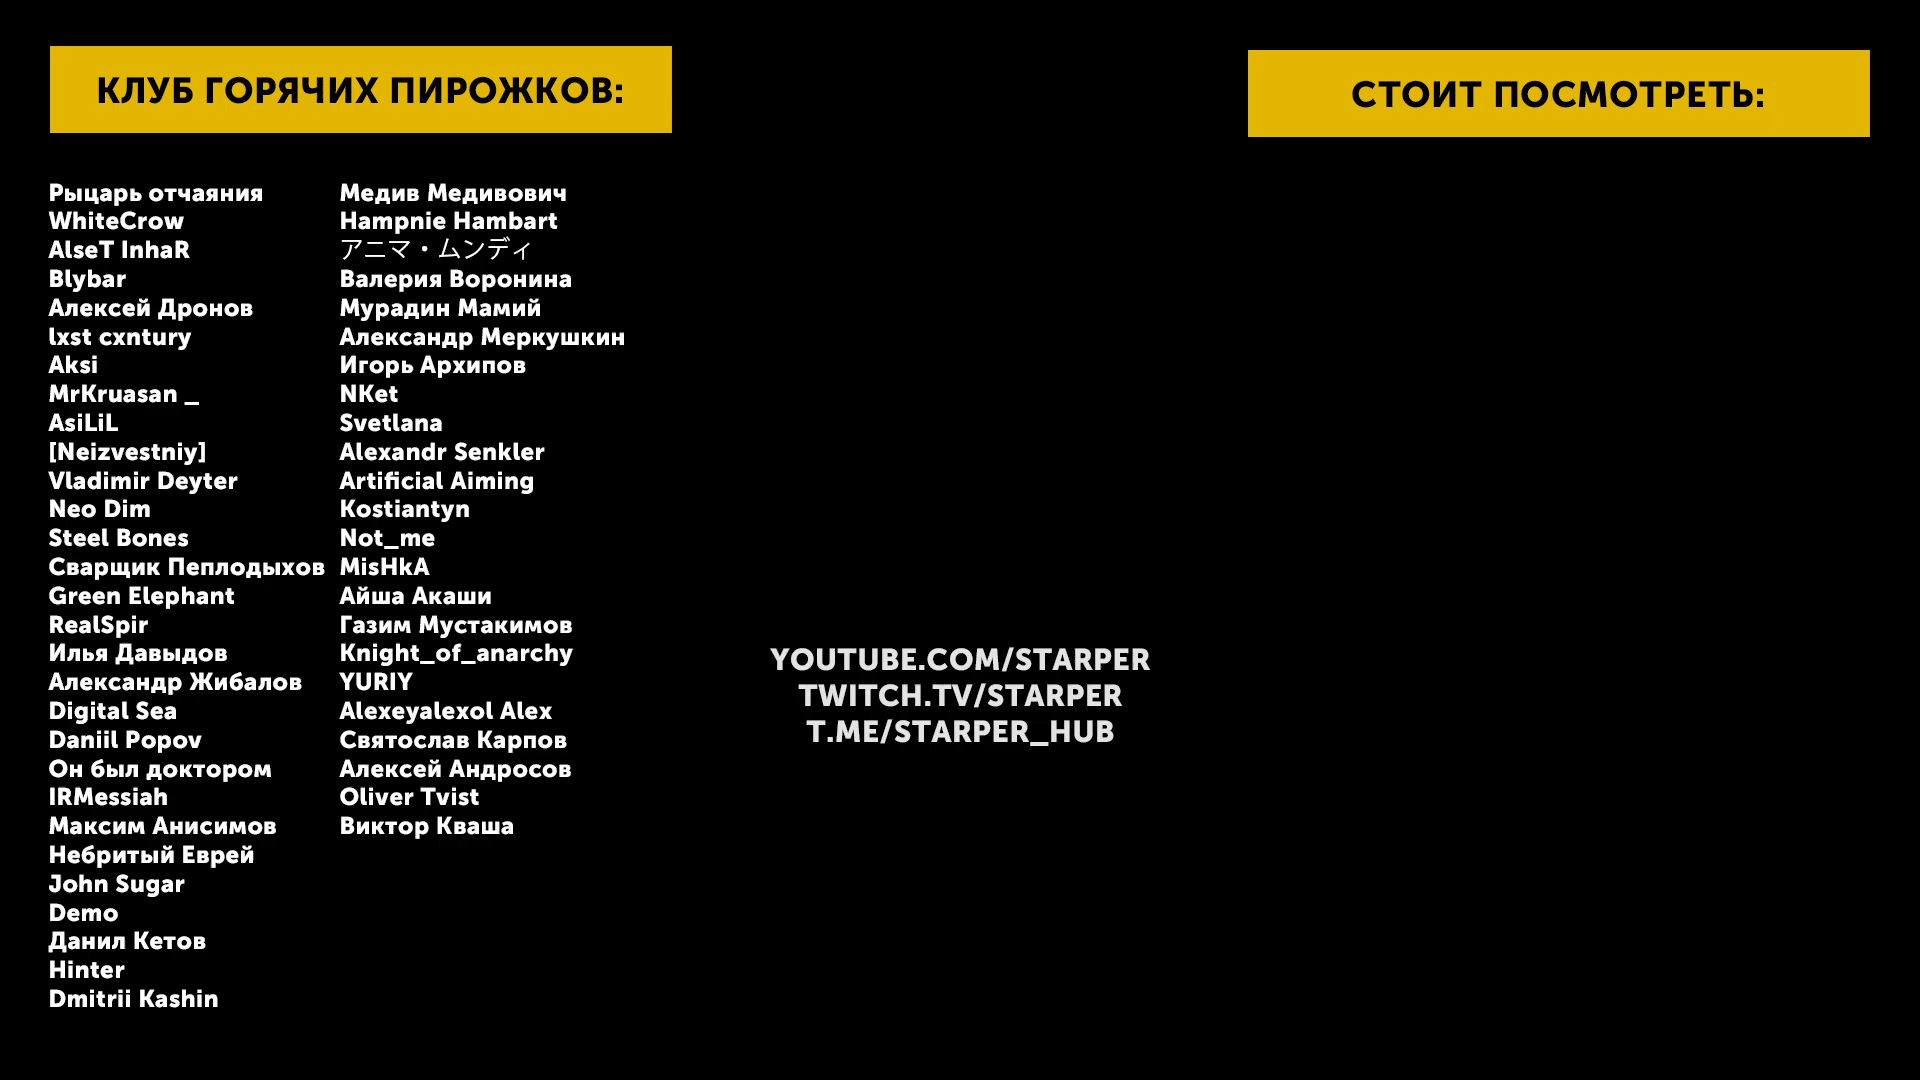 КЛУБ ГОРЯЧИХ ПИРОЖКОВ:
Рыцарь отчаяния
WhiteCrow
AlseT InhaR
Blybar
Алексей Дронов
lxst cxntury
Aksi
MrKruasan _
AsiLiL
[Neizvestniy]
Vladimir Deyter
Neo Dim
Steel Bones
Сварщик Пеплодыхов
Green Elephant
RealSpir
Илья Давыдов
Александр Жибалов
Digital Sea
Daniil Popov
Он был доктором
IRMessiah
Максим Анисимов
Небритый Еврей
John Sugar
Demo
Данил Кетов
Hinter
Dmitrii Kashin
Медив Медивович
Hampnie Hambart
アニマ・ムンディ
Валерия Воронина
Мурадин Мамий
Александр Меркушкин
Игорь Архипов
NKet
Svetlana
Alexandr Senkler
Artificial Aiming
Kostiantyn
Not_me
MisHkA
Айша Акаши
Газим Мустакимов
Knight_of_anarchy
YURIY
Alexeyalexol Alex
Святослав Карпов
Алексей Андросов
Oliver Tvist
Виктор Кваша
YOUTUBE.COM/STARPER
TWITCH.TV/STARPER
T.ME/STARPER_HUB
СТОИТ ПОСМОТРЕТЬ: